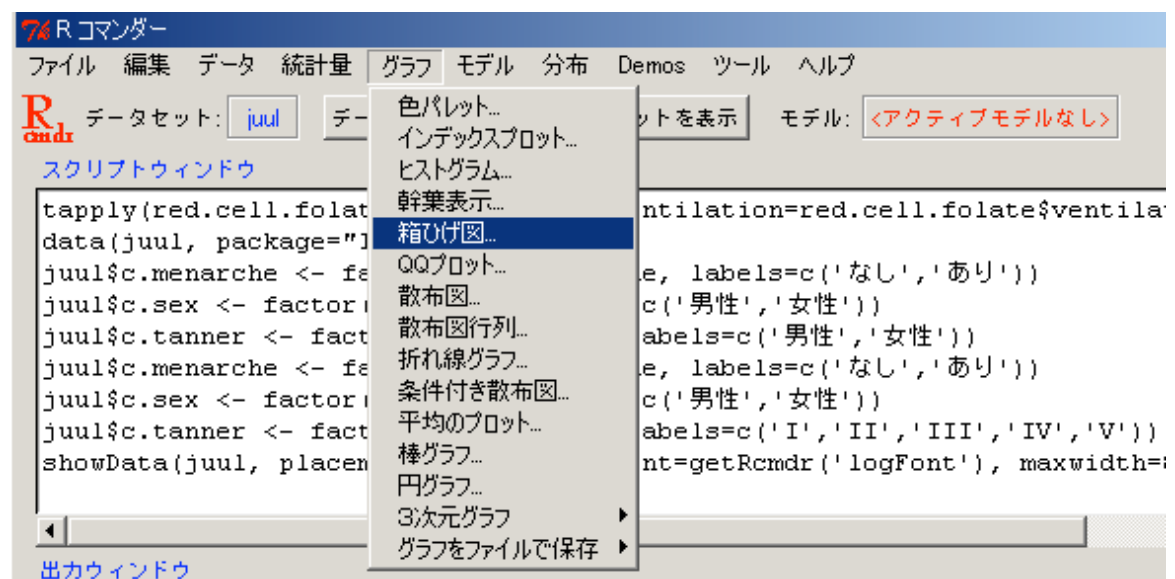 R コマンダー
ファイル 編集 データ 統計量 グラフ モデル 分布 Demos ツール ヘルプ
R cmdr データセット: juul デー ットを表示 モデル: <アクティブモデルなし>
色パレット...
インデックスプロット...
ヒストグラム...
幹葉表示...
箱ひげ図...
QQプロット...
散布図...
散布図行列...
折れ線グラフ...
条件付き散布図...
平均のプロット...
棒グラフ...
円グラフ...
3次元グラフ
グラフをファイルで保存
スクリプトウィンドウ
tapply(red.cell.folat ntilation=red.cell.folate$ventila
data(juul, package="I
juul$c.menarche <- fa e, labels=c('なし','あり'))
juul$c.sex <- factor( c('男性','女性'))
juul$c.tanner <- fact abels=c('男性','女性'))
juul$c.menarche <- fa e, labels=c('なし','あり'))
juul$c.sex <- factor( c('男性','女性'))
juul$c.tanner <- fact abels=c('I','II','III','IV','V'))
showData(juul, placem nt=getRcmdr('logFont'), maxwidth=
出力ウィンドウ